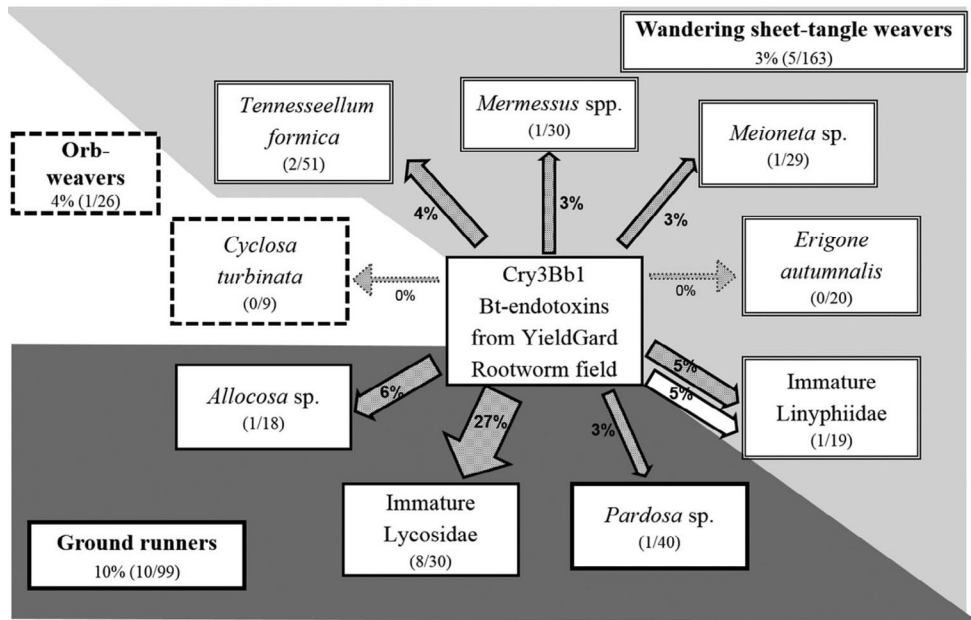 Wandering sheet-tangle weavers
3% (5/163)
Tennesseellum
formica
(2/51)
Mermessus spp.
(1/30)
Meioneta sp.
(1/29)
Orb-
weavers
4% (1/26)
4%
3%
3%
Cyclosa
turbinata
(0/9)
0%
Cry3Bb1
Bt-endotoxins
from YieldGard
Rootworm field
0%
Erigone
autumnalis
(0/20)
Allocosa sp.
(1/18)
6%
27%
3%
5%
5%
Immature
Linyphiidae
(1/19)
Ground runners
10% (10/99)
Immature
Lycosidae
(8/30)
Pardosa sp.
(1/40)